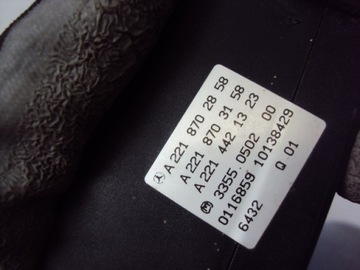 A 221 870 28 58
A 221 870 31 58
A 221 442 13 23
3355 0502 00
0116859 10138429
6432 Q 01